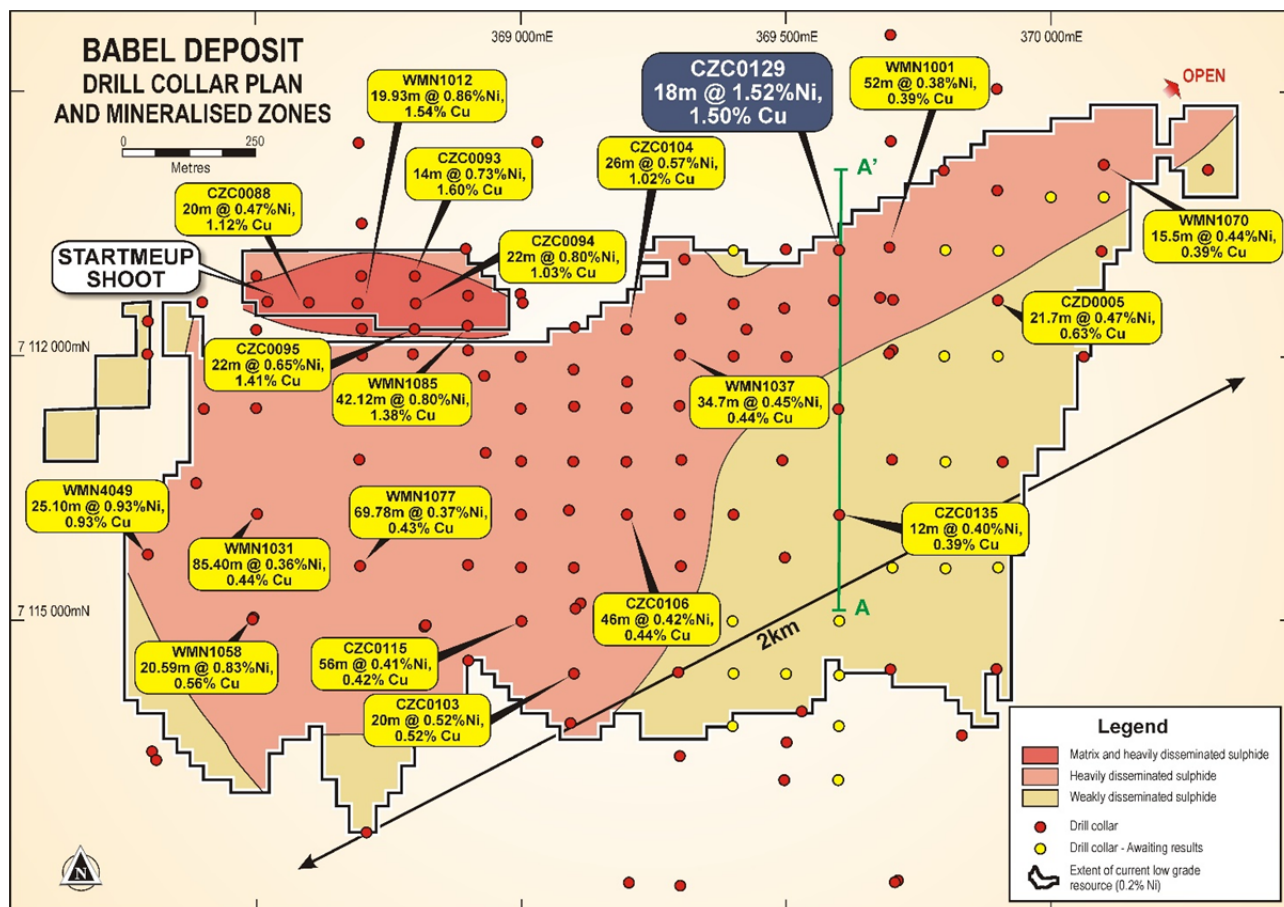 BABEL DEPOSIT
DRILL COLLAR PLAN
AND MINERALISED ZONES
0 250
Metres
369 000mE
369 500 mE
370 000 mE
WMN1012
19.93m @ 0.86%Ni,
1.54% Cu
CZC0129
18m @ 1.52%Ni,
1.50% Cu
WMN1001
52m @ 0.38%Ni,
0.39% Cu
OPEN
CZC0093
14m @ 0.73%Ni,
1.60% Cu
CZC0104
26m @ 0.57%Ni,
1.02% Cu
A'
CZC0088
20m @ 0.47%Ni,
1.12% Cu
WMN1070
15.5m @ 0.44%Ni,
0.39% Cu
CZC0094
22m @ 0.80%Ni,
1.03% Cu
STARTMEUP
SHOOT
CZD0005
21.7m @ 0.47%Ni,
0.63% Cu
7 112 000mN
CZC0095
22m @ 0.65%Ni,
1.41% Cu
WMN1085
42.12m @ 0.80%Ni,
1.38% Cu
WMN1037
34.7m @ 0.45%Ni,
0.44% Cu
WMN4049
25.10m @ 0.93%Ni,
0.93% Cu
WMN1077
69.78m @ 0.37%Ni,
0.43% Cu
WMN1031
85.40m @ 0.36%Ni,
0.44% Cu
CZC0135
12m @ 0.40%Ni,
0.39% Cu
7 115 000mN
CZC0106
46m @ 0.42%Ni,
0.44% Cu
A
2km
WMN1058
20.59m @ 0.83%Ni,
0.56% Cu
CZC0115
56m @ 0.41%Ni,
0.42% Cu
CZC0103
20m @ 0.52%Ni,
0.52% Cu
Legend
Matrix and heavily disseminated sulphide
Heavily disseminated sulphide
Weakly disseminated sulphide
Drill collar
Drill collar - Awaiting results
Extent of current low grade
resource (0.2% Ni)
N